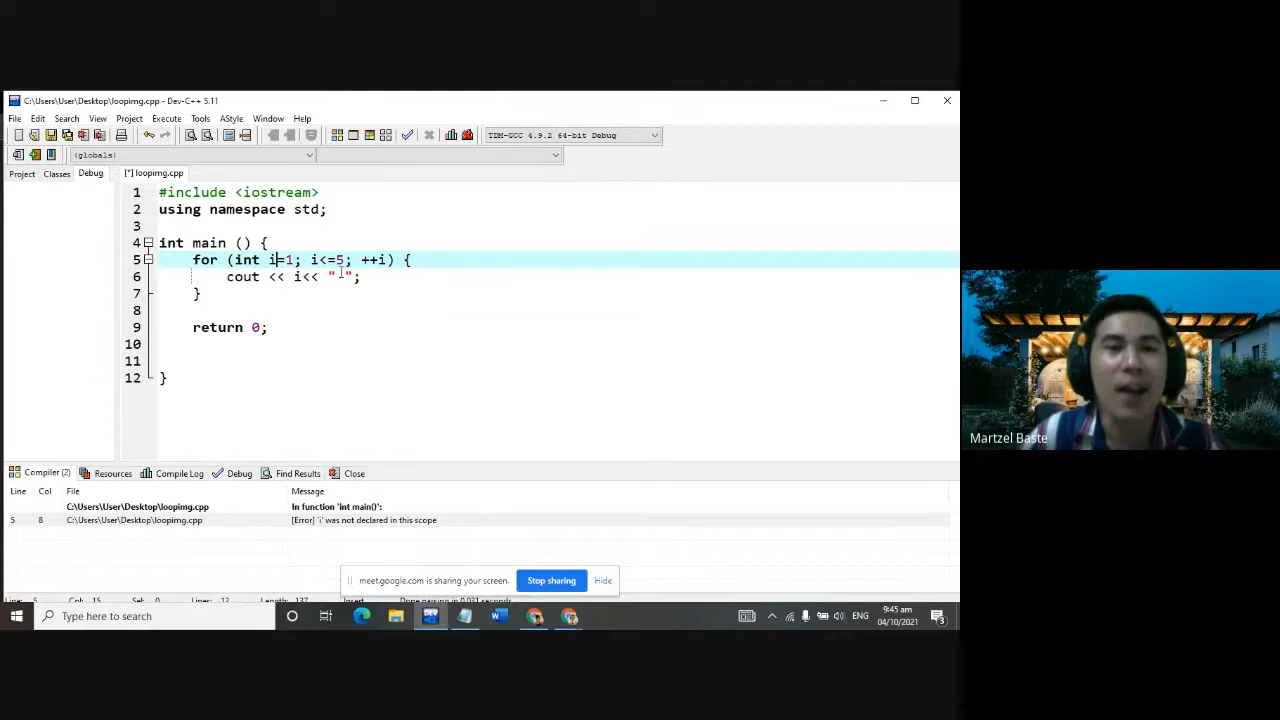 C:\Users\User\Desktop\loopimg.cpp - Dev-C++ 5.11
File Edit Search View Project Execute Tools AStyle Window Help
TDM-GCC 4.9.2 64-bit Debug
(globals)
Project Classes Debug
[*] loopimg.cpp
1 #include <iostream>
2 using namespace std;
3
4 int main () {
5 for (int i=1; i<=5; ++i) {
6 cout << i<< " ";
7 }
8
9 return 0;
10
11
12 }
Martzel Baste
Compiler (2) Resources Compile Log Debug Find Results Close
Line Col File Message
C:\Users\User\Desktop\loopimg.cpp In function 'int main()':
5 8 C:\Users\User\Desktop\loopimg.cpp [Error] 'i' was not declared in this scope
meet.google.com is sharing your screen. Stop sharing Hide
Type here to search
ENG
9:45 am
04/10/2021
3